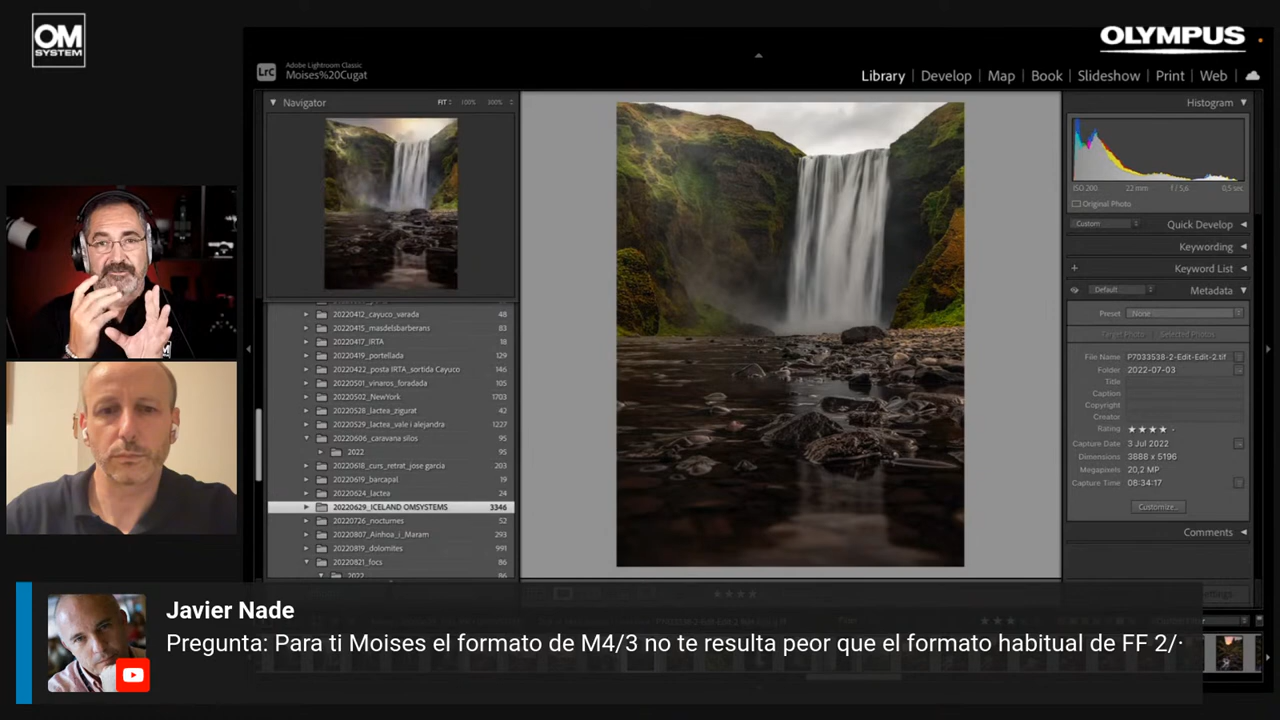 OM
SYSTEM
OLYMPUS
LrC
Adobe Lightroom Classic
Moises%20Cugat
Library
Develop
Map
Book
Slideshow
Print
Web
Navigator
FIT
100%
300%
20220412_cayuco_varada 48
20220415_masdelsbarberans 83
20220417_IRTA 18
20220419_portellada 129
20220422_posta IRTA sortida Cayuco 146
20220501_vinaros_foradada 105
20220502_NewYork 1703
20220528_lactea_zigurat 42
20220529_lactea_vale i alejandra 1227
20220606_caravana silos 95
2022 95
20220618_curs_retrat_jose garcia 203
20220619_barcapal 19
20220624_lactea 24
20220629_ICELAND OMSYSTEMS 3346
20220726_nocturnes 52
20220807_Ainhoa_i_Maram 293
20220819_dolomites 991
20220821_focs 86
2022 86
Histogram
ISO 200
22 mm
f / 5,6
0,5 sec
Original Photo
Custom
Quick Develop
Keywording
Keyword List
Default
Metadata
Preset None
Target Photo Selected Photos
File Name P7033538-2-Edit-Edit-2.tif
Folder 2022-07-03
Title
Caption
Copyright
Creator
Rating ★ ★ ★ ★
Capture Date 3 Jul 2022
Dimensions 3888 x 5196
Megapixels 20,2 MP
Capture Time 08:34:17
Customize...
Comments
Javier Nade
Pregunta: Para ti Moises el formato de M4/3 no te resulta peor que el formato habitual de FF 2/·